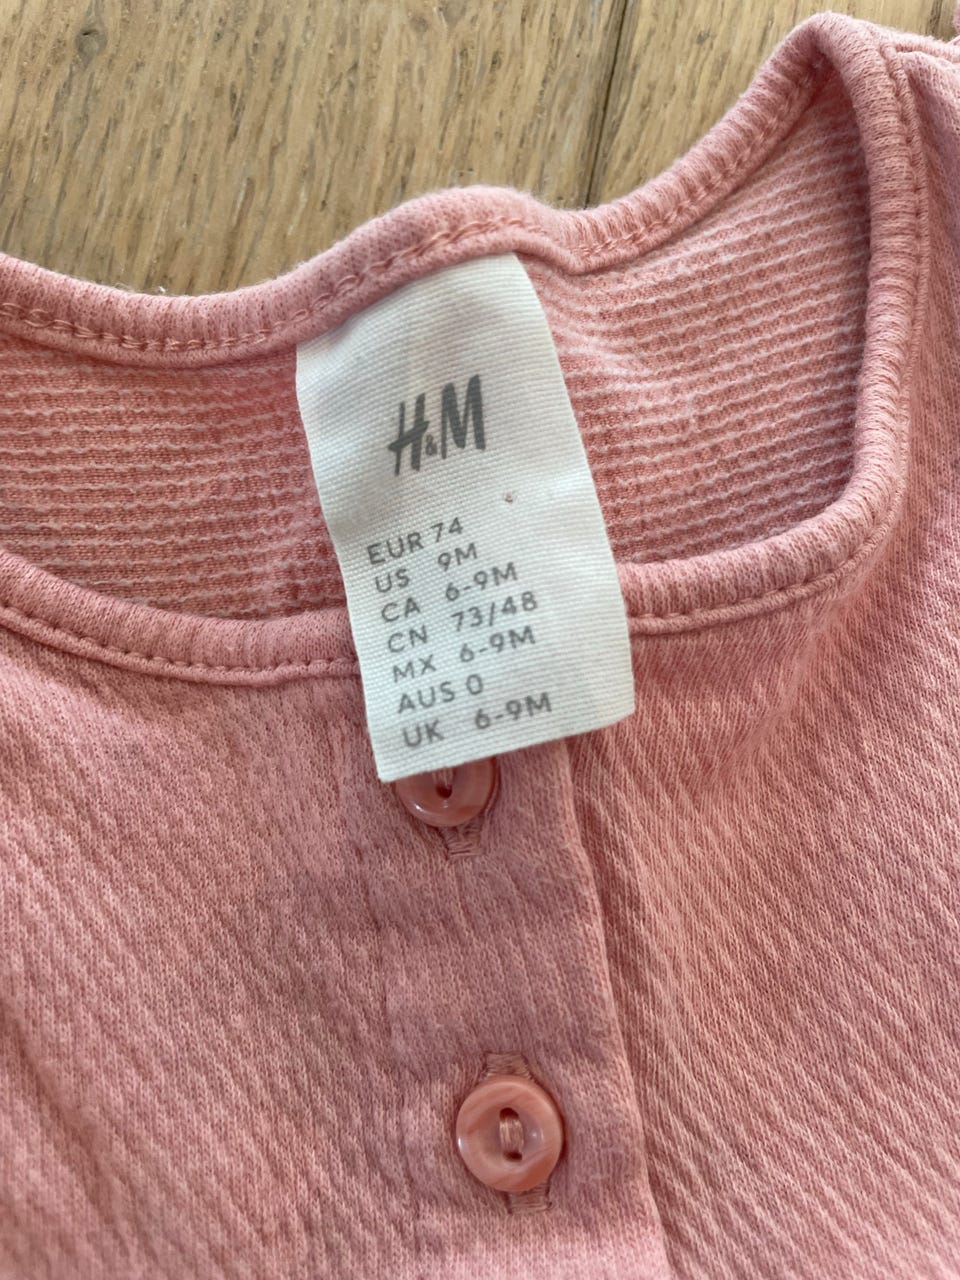 H&M
EUR 74
US 9M
CA 6-9M
CN 73/48
MX 6-9M
AUS 0
UK 6-9M